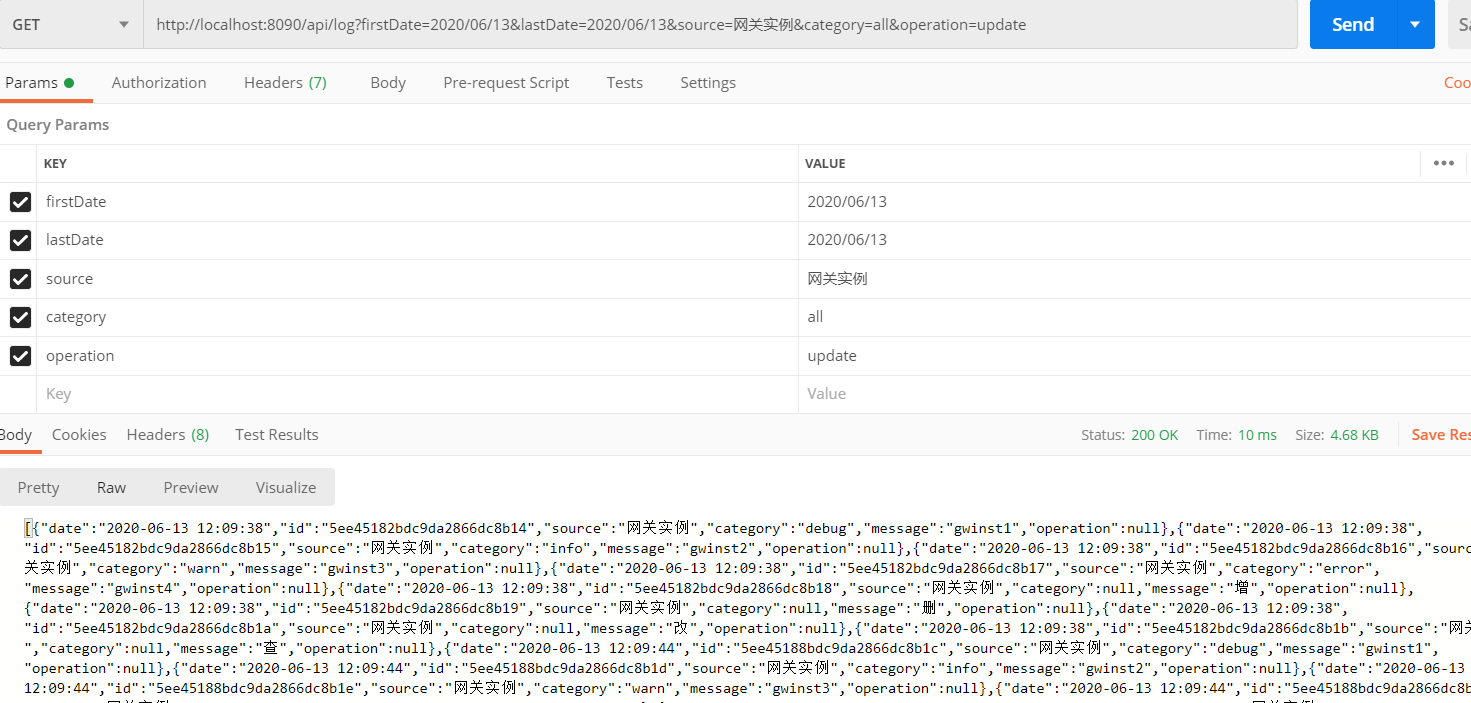 GET http://localhost:8090/api/log?firstDate=2020/06/13&lastDate=2020/06/13&source=网关实例&category=all&operation=update Send Sa
Params Authorization Headers (7) Body Pre-request Script Tests Settings Coo
Query Params
KEY VALUE
firstDate 2020/06/13
lastDate 2020/06/13
source 网关实例
category all
operation update
Key Value
Body Cookies Headers (8) Test Results Status: 200 OK Time: 10 ms Size: 4.68 KB Save Res
Pretty Raw Preview Visualize
[{"date":"2020-06-13 12:09:38","id":"5ee45182bdc9da2866dc8b14","source":"网关实例","category":"debug","message":"gwinst1","operation":null},{"date":"2020-06-13 12:09:38",
"id":"5ee45182bdc9da2866dc8b15","source":"网关实例","category":"info","message":"gwinst2","operation":null},{"date":"2020-06-13 12:09:38","id":"5ee45182bdc9da2866dc8b16","sourc
关实例","category":"warn","message":"gwinst3","operation":null},{"date":"2020-06-13 12:09:38","id":"5ee45182bdc9da2866dc8b17","source":"网关实例","category":"error",
"message":"gwinst4","operation":null},{"date":"2020-06-13 12:09:38","id":"5ee45182bdc9da2866dc8b18","source":"网关实例","category":null,"message":"增","operation":null},
{"date":"2020-06-13 12:09:38","id":"5ee45182bdc9da2866dc8b19","source":"网关实例","category":null,"message":"删","operation":null},{"date":"2020-06-13 12:09:38",
"id":"5ee45182bdc9da2866dc8b1a","source":"网关实例","category":null,"message":"改","operation":null},{"date":"2020-06-13 12:09:38","id":"5ee45182bdc9da2866dc8b1b","source":"网关
","category":null,"message":"查","operation":null},{"date":"2020-06-13 12:09:44","id":"5ee45188bdc9da2866dc8b1c","source":"网关实例","category":"debug","message":"gwinst1",
"operation":null},{"date":"2020-06-13 12:09:44","id":"5ee45188bdc9da2866dc8b1d","source":"网关实例","category":"info","message":"gwinst2","operation":null},{"date":"2020-06-13
12:09:44","id":"5ee45188bdc9da2866dc8b1e","source":"网关实例","category":"warn","message":"gwinst3","operation":null},{"date":"2020-06-13 12:09:44","id":"5ee45188bdc9da2866dc8b